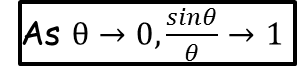 As θ → 0, sinθ/θ → 1